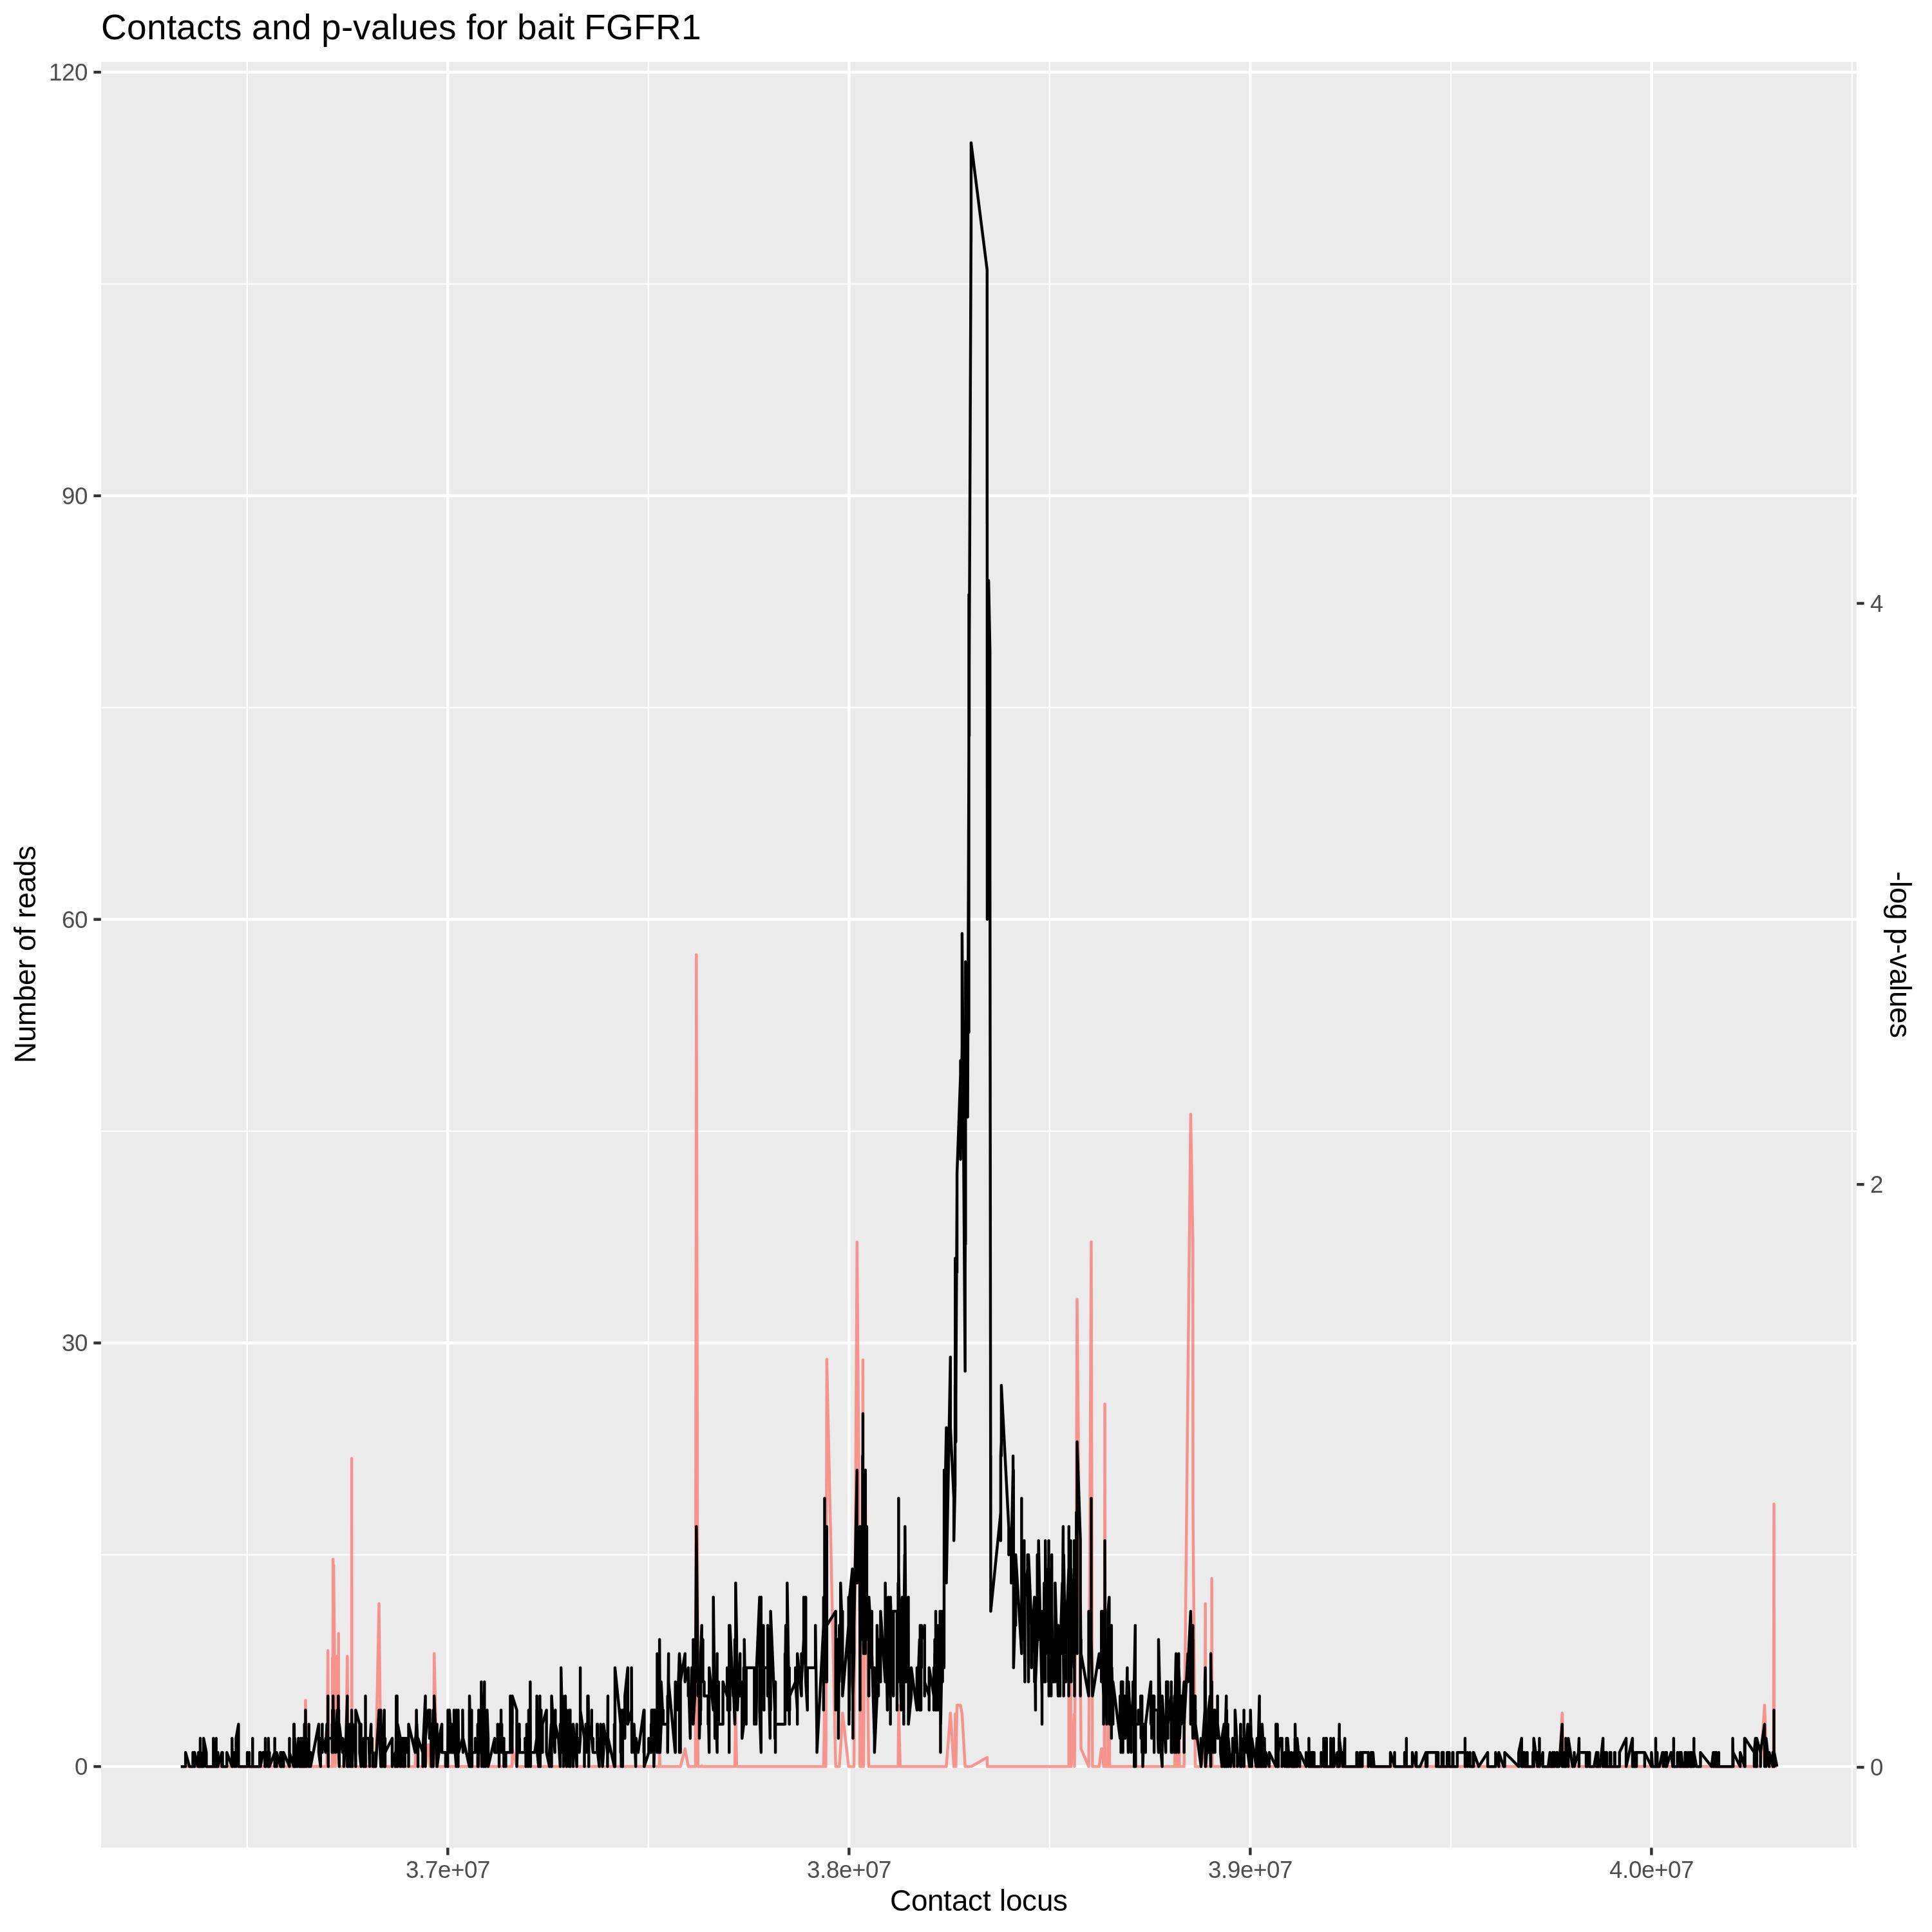 Contacts and p-values for bait FGFR1
120
90
60
30
0
Number of reads
4
2
0
-log p-values
3.7e+07
3.8e+07
3.9e+07
4.0e+07
Contact locus